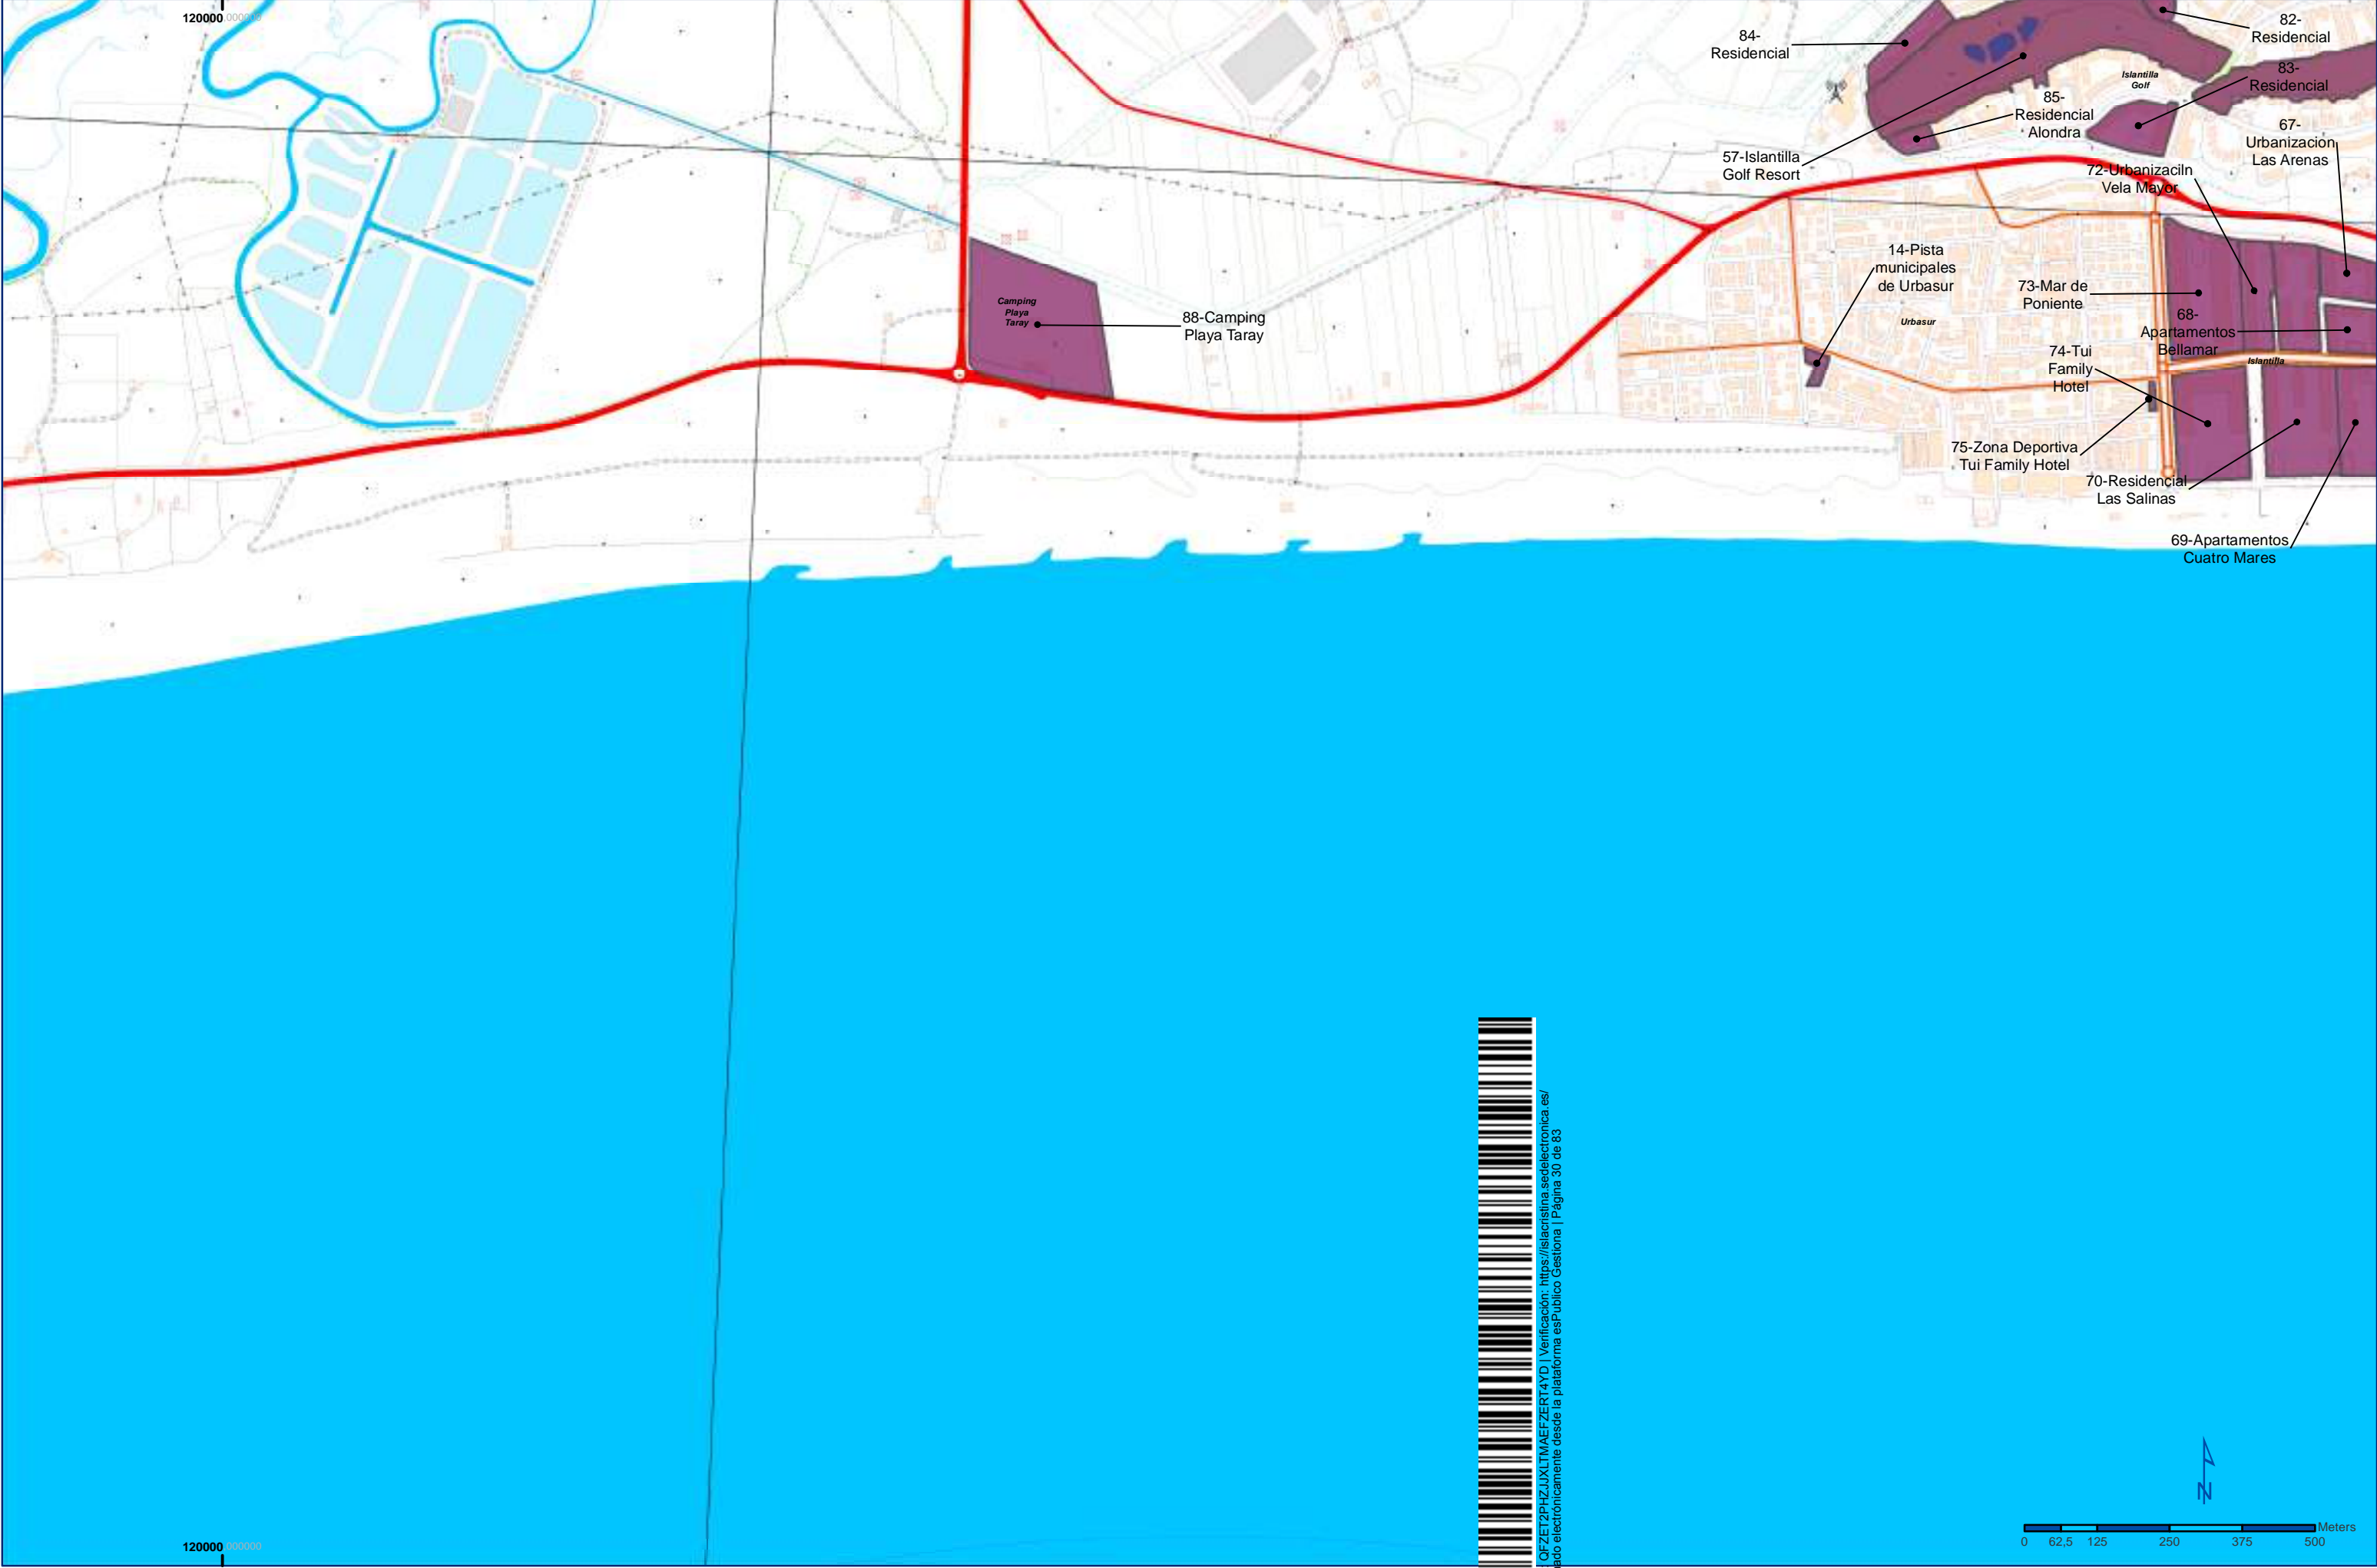 120000,000000
84-
Residencial
82-
Residencial
Islantilla
Golf
83-
Residencial
85-
Residencial
Alondra
67-
Urbanización
Las Arenas
57-Islantilla
Golf Resort
72-Urbanizaciln
Vela Mayor
14-Pista
municipales
de Urbasur
73-Mar de
Poniente
Camping
Playa
Taray
88-Camping
Playa Taray
Urbasur
68-
Apartamentos
Bellamar
74-Tui
Family
Hotel
Islantilla
75-Zona Deportiva
Tui Family Hotel
70-Residencial
Las Salinas
69-Apartamentos
Cuatro Mares
QFZET2PHZJJXLTMAEFZERT4YD | Verificación: https://islacristina.sedelectronica.es/
ado electrónicamente desde la plataforma esPublico Gestiona | Página 30 de 83
N
Meters
0 62,5 125 250 375 500
120000,000000